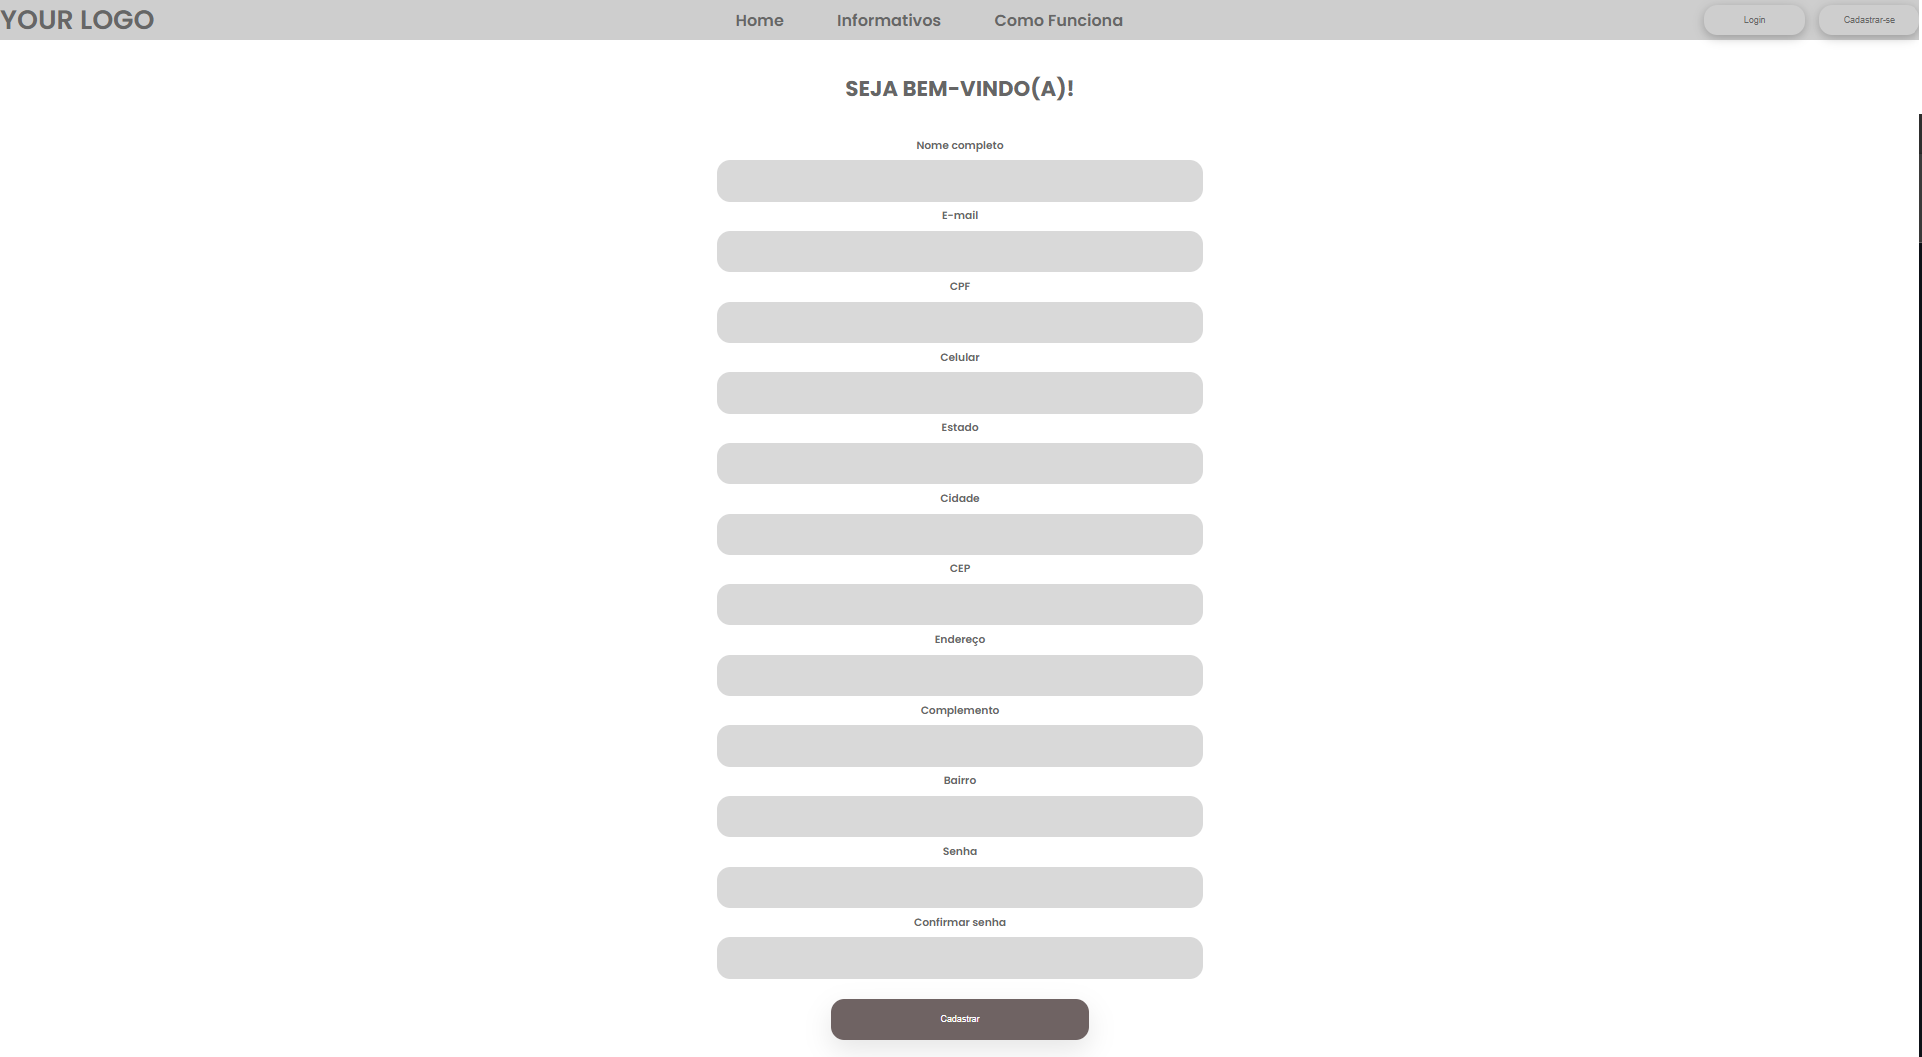 YOUR LOGO
Home Informativos Como Funciona
Login Cadastrar-se
SEJA BEM-VINDO(A)!
Nome completo
E-mail
CPF
Celular
Estado
Cidade
CEP
Endereço
Complemento
Bairro
Senha
Confirmar senha
Cadastrar